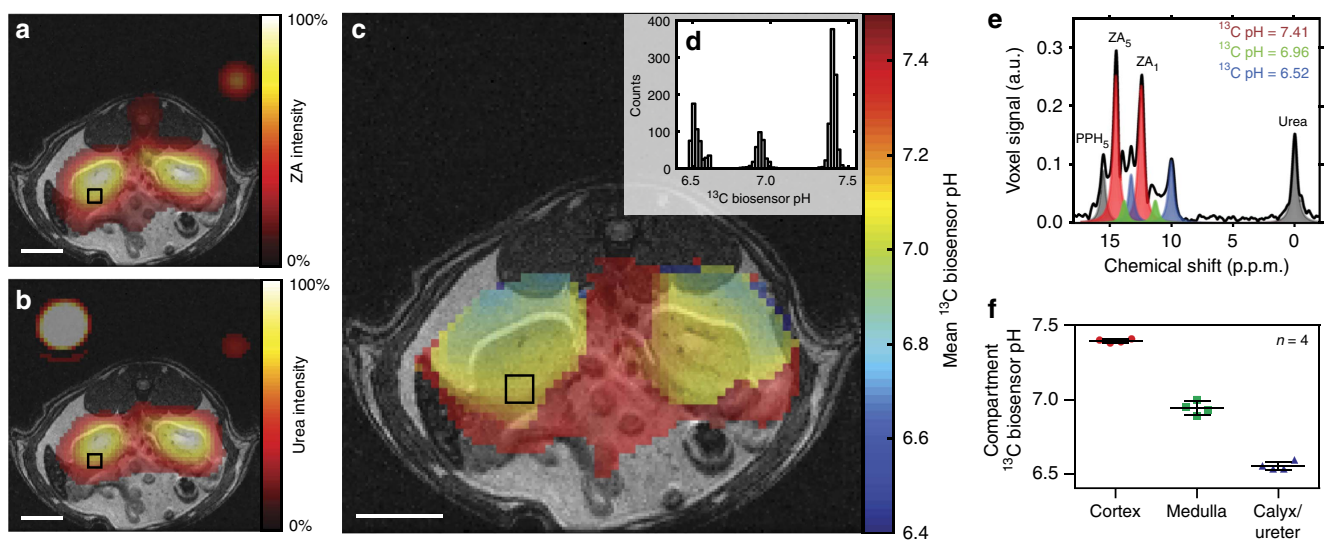 a
100%
ZA intensity
0%
b
100%
Urea intensity
0%
c
d
400
300
200
100
0
Counts
6.5 7.0 7.5
¹³C biosensor pH
7.4
7.2
7.0
6.8
6.6
6.4
Mean ¹³C biosensor pH
e
¹³C pH = 7.41
¹³C pH = 6.96
¹³C pH = 6.52
ZA₅
ZA₁
PPH₅
Urea
0.3
0.2
0.1
0.0
Voxel signal (a.u.)
15 10 5 0
Chemical shift (p.p.m.)
f
n = 4
7.5
7.0
6.5
Compartment
¹³C biosensor pH
Cortex Medulla Calyx/
ureter